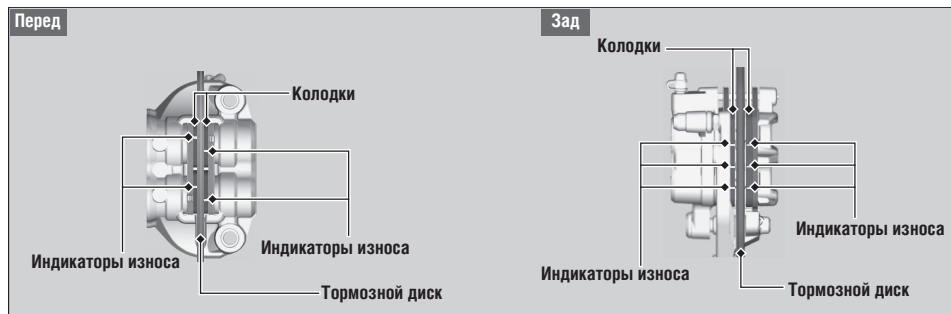 Перед
Колодки
Индикаторы износа
Индикаторы износа
Тормозной диск
Зад
Колодки
Индикаторы износа
Индикаторы износа
Тормозной диск